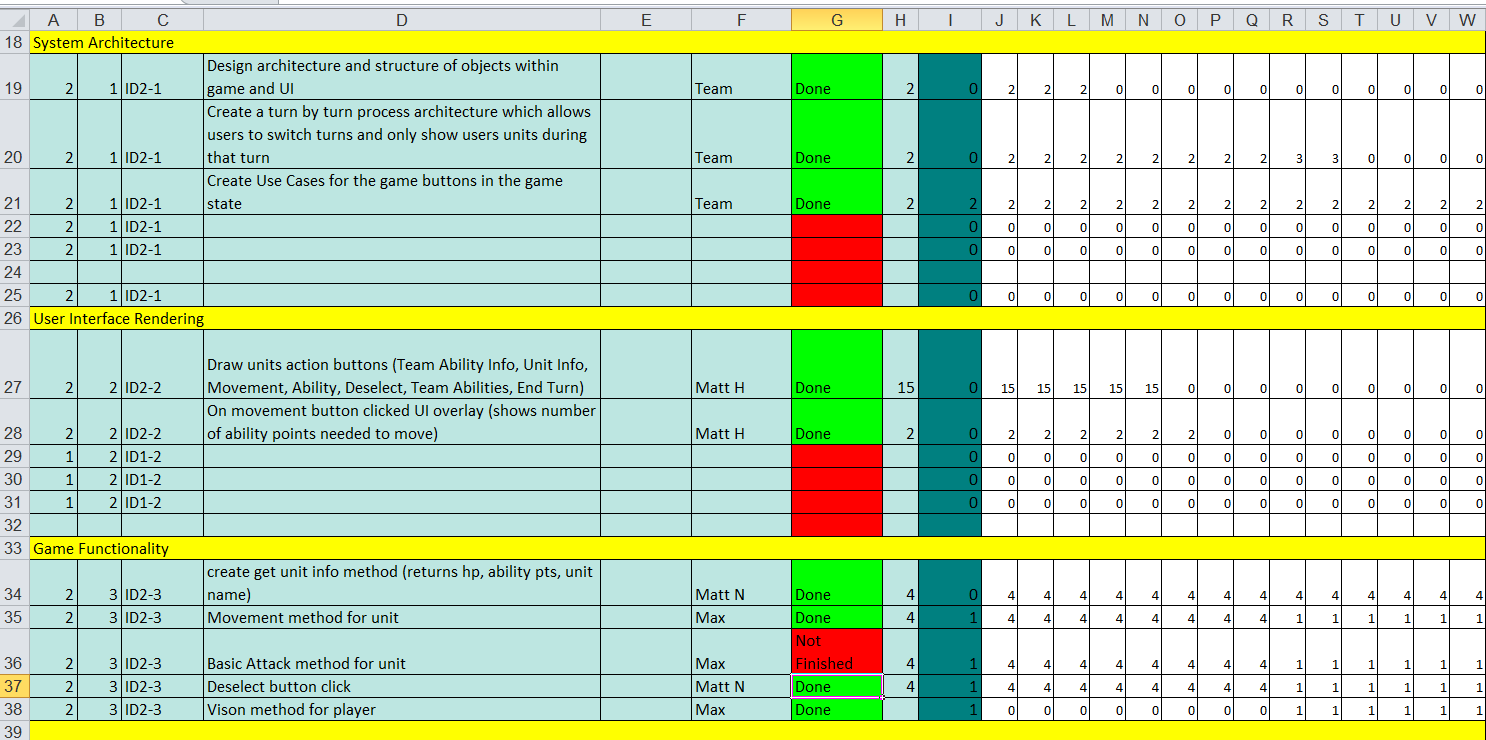 A B C D E F G H I J K L M N O P Q R S T U V W
18 System Architecture
Design architecture and structure of objects within
19 2 1 ID2-1 game and UI Team Done 2 0 2 2 2 0 0 0 0 0 0 0 0 0 0 0
Create a turn by turn process architecture which allows
users to switch turns and only show users units during
20 2 1 ID2-1 that turn Team Done 2 0 2 2 2 2 2 2 2 2 3 3 0 0 0 0
Create Use Cases for the game buttons in the game
21 2 1 ID2-1 state Team Done 2 2 2 2 2 2 2 2 2 2 2 2 2 2 2 2
22 2 1 ID2-1 0 0 0 0 0 0 0 0 0 0 0 0 0 0 0
23 2 1 ID2-1 0 0 0 0 0 0 0 0 0 0 0 0 0 0 0
24
25 2 1 ID2-1 0 0 0 0 0 0 0 0 0 0 0 0 0 0 0
26 User Interface Rendering
Draw units action buttons (Team Ability Info, Unit Info,
27 2 2 ID2-2 Movement, Ability, Deselect, Team Abilities, End Turn) Matt H Done 15 0 15 15 15 15 15 0 0 0 0 0 0 0 0 0
On movement button clicked UI overlay (shows number
28 2 2 ID2-2 of ability points needed to move) Matt H Done 2 0 2 2 2 2 2 2 0 0 0 0 0 0 0 0
29 1 2 ID1-2 0 0 0 0 0 0 0 0 0 0 0 0 0 0 0
30 1 2 ID1-2 0 0 0 0 0 0 0 0 0 0 0 0 0 0 0
31 1 2 ID1-2 0 0 0 0 0 0 0 0 0 0 0 0 0 0 0
32
33 Game Functionality
create get unit info method (returns hp, ability pts, unit
34 2 3 ID2-3 name) Matt N Done 4 0 4 4 4 4 4 4 4 4 4 4 4 4 4 4
35 2 3 ID2-3 Movement method for unit Max Done 4 1 4 4 4 4 4 4 4 4 1 1 1 1 1 1
Not
36 2 3 ID2-3 Basic Attack method for unit Max Finished 4 1 4 4 4 4 4 4 4 4 1 1 1 1 1 1
37 2 3 ID2-3 Deselect button click Matt N Done 4 1 4 4 4 4 4 4 4 4 1 1 1 1 1 1
38 2 3 ID2-3 Vison method for player Max Done 1 0 0 0 0 0 0 0 0 1 1 1 1 1 1
39